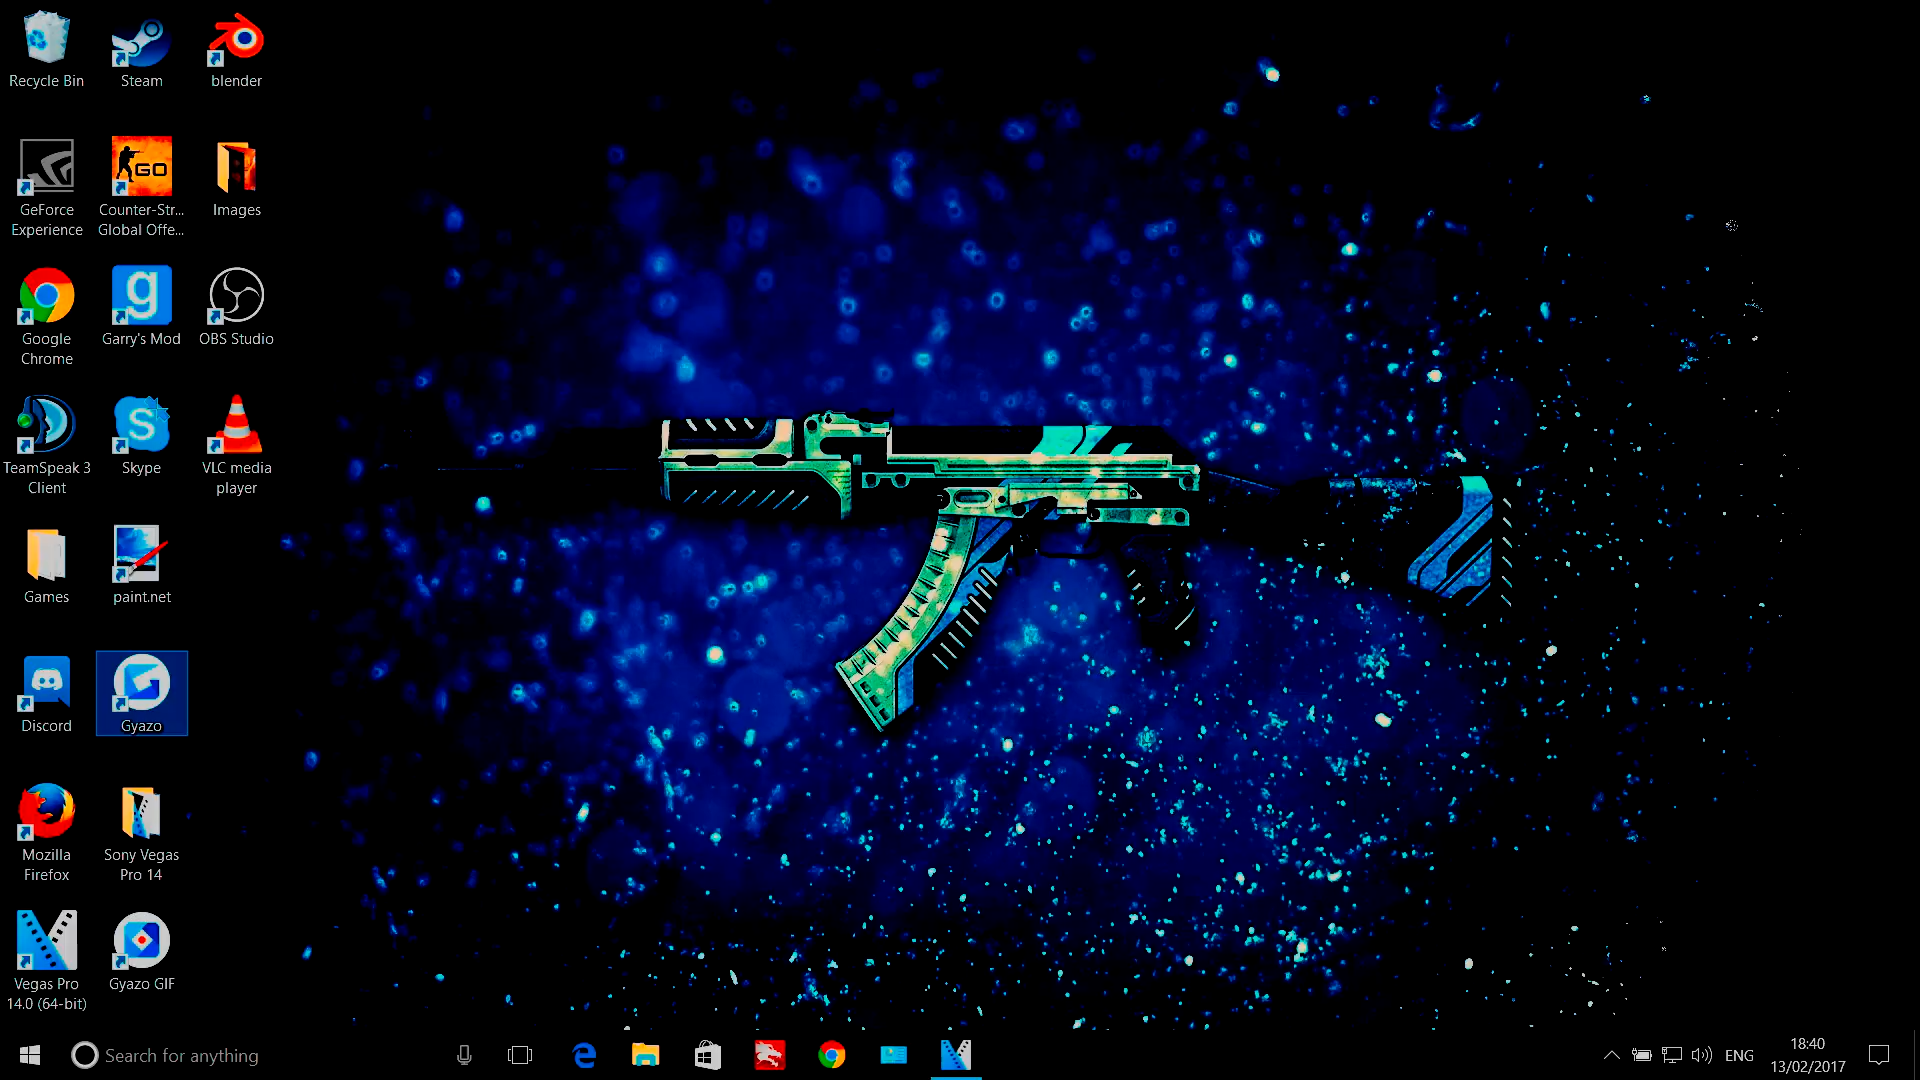 Recycle Bin
Steam
blender
GeForce
Experience
Counter-Str...
Global Offe...
GO
Images
Google
Chrome
g
Garry's Mod
OBS Studio
TeamSpeak 3
Client
S
Skype
VLC media
player
Games
paint.net
Discord
Gyazo
Mozilla
Firefox
Sony Vegas
Pro 14
Vegas Pro
14.0 (64-bit)
Gyazo GIF
Search for anything
ENG
18:40
13/02/2017